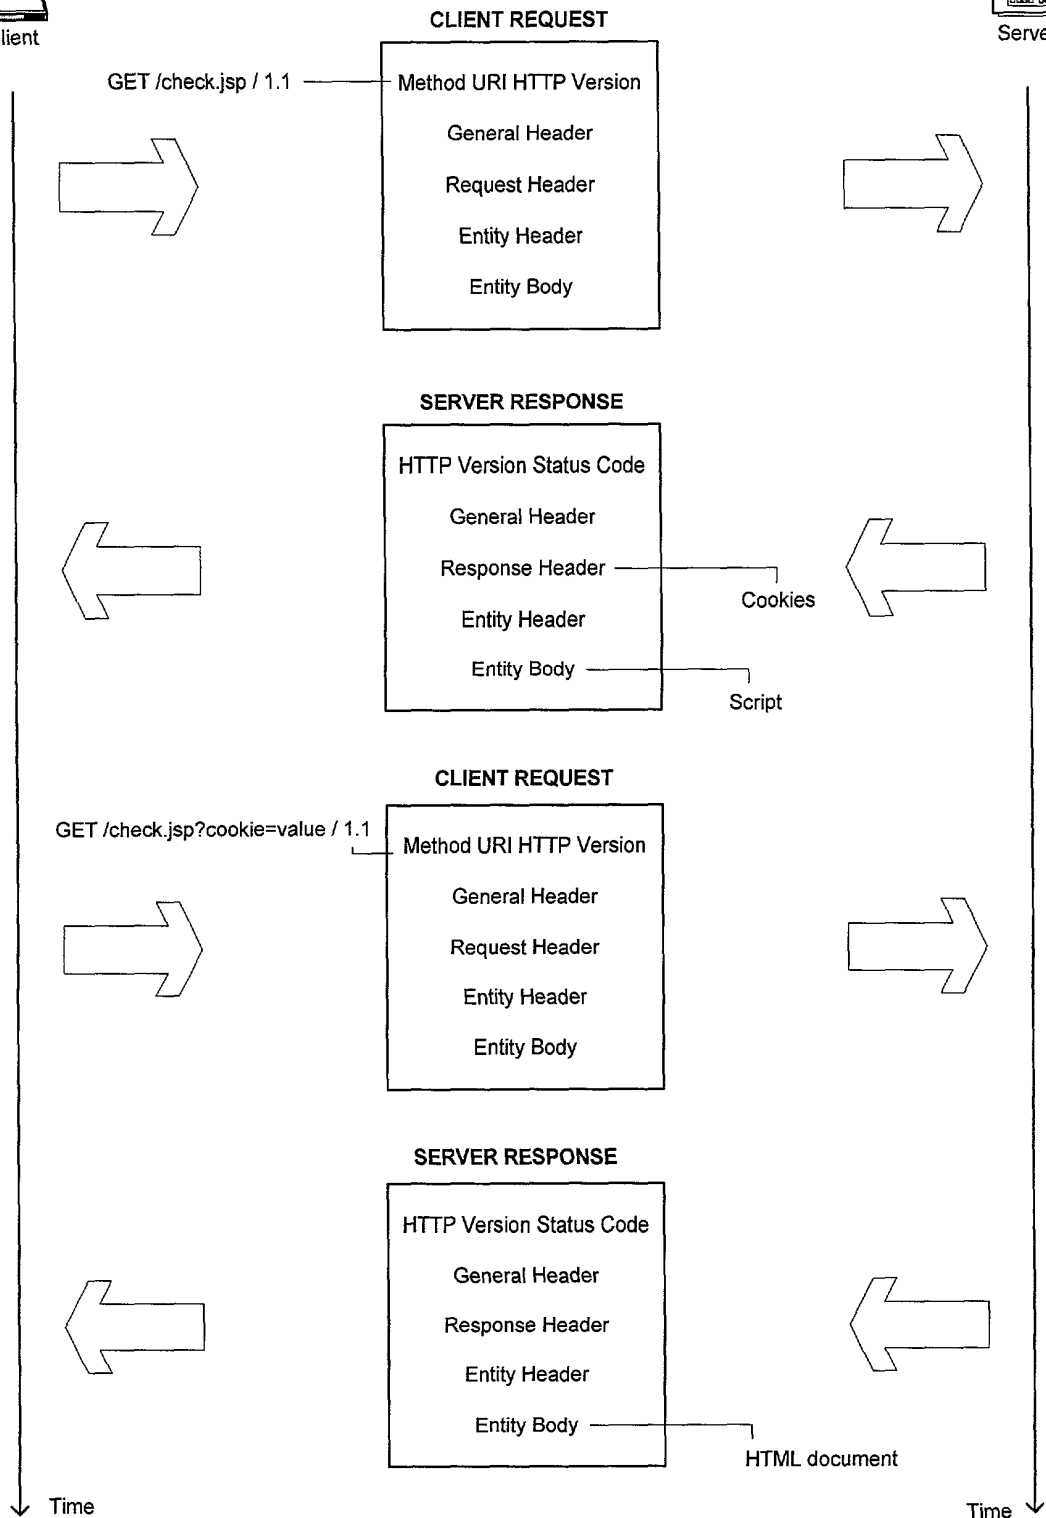 CLIENT REQUEST
lient
Serve
GET /check.jsp / 1.1
Method URI HTTP Version
General Header
Request Header
Entity Header
Entity Body
SERVER RESPONSE
HTTP Version Status Code
General Header
Response Header
Cookies
Entity Header
Entity Body
Script
CLIENT REQUEST
GET /check.jsp?cookie=value / 1.1
Method URI HTTP Version
General Header
Request Header
Entity Header
Entity Body
SERVER RESPONSE
HTTP Version Status Code
General Header
Response Header
Entity Header
Entity Body
HTML document
Time
Time